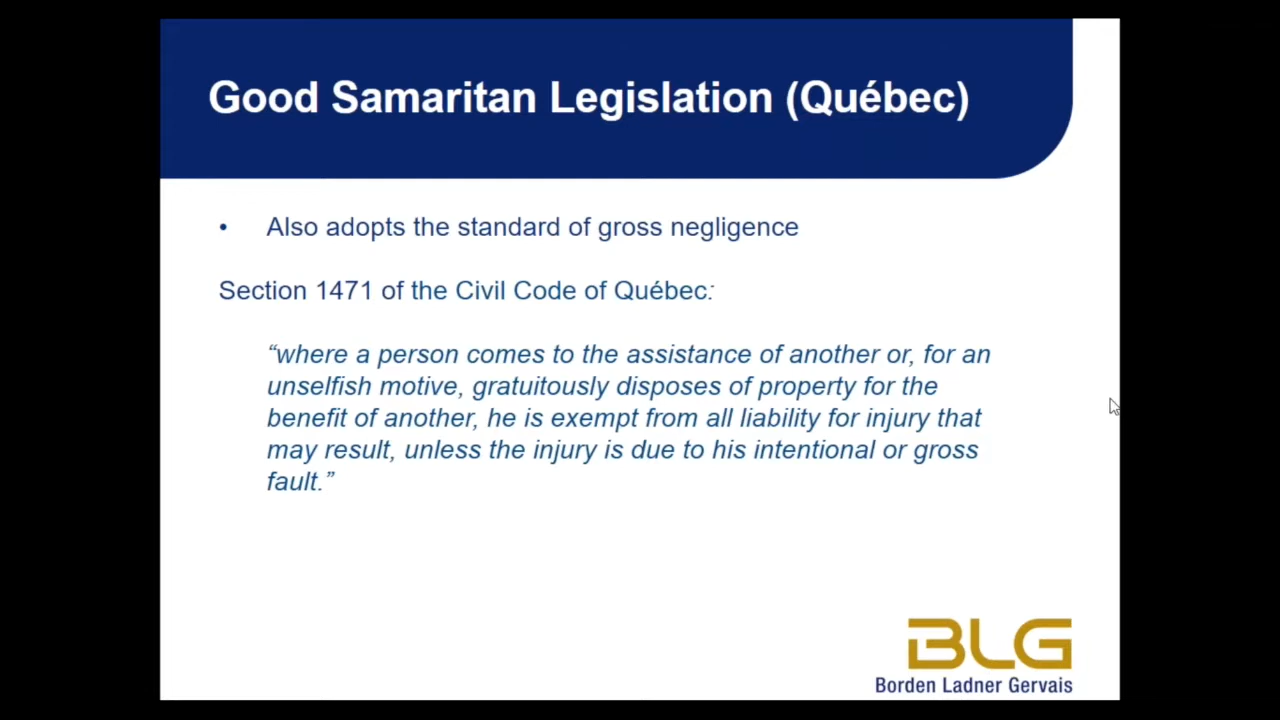 Good Samaritan Legislation (Québec)
• Also adopts the standard of gross negligence
Section 1471 of the Civil Code of Québec:
“where a person comes to the assistance of another or, for an
unselfish motive, gratuitously disposes of property for the
benefit of another, he is exempt from all liability for injury that
may result, unless the injury is due to his intentional or gross
fault.”
BLG
Borden Ladner Gervais